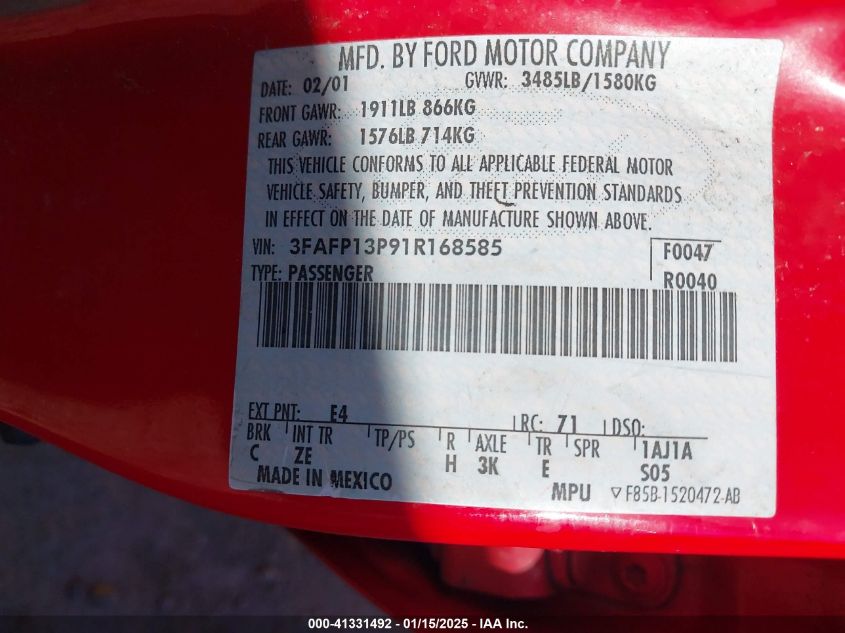 MFD. BY FORD MOTOR COMPANY
DATE: 02/01 GVWR: 3485LB/1580KG
FRONT GAWR: 1911LB 866KG
REAR GAWR: 1576LB 714KG
THIS VEHICLE CONFORMS TO ALL APPLICABLE FEDERAL MOTOR
VEHICLE SAFETY, BUMPER, AND THEFT PREVENTION STANDARDS
IN EFFECT ON THE DATE OF MANUFACTURE SHOWN ABOVE.
VIN: 3FAFP13P91R168585 F0047
TYPE: PASSENGER R0040
EXT PNT: E4 RC: 71 DSO:
BRK INT TR TP/PS R AXLE TR SPR 1AJ1A
C ZE H 3K E S05
MADE IN MEXICO MPU ▽F85B-1520472-AB
000-41331492 - 01/15/2025 - IAA Inc.